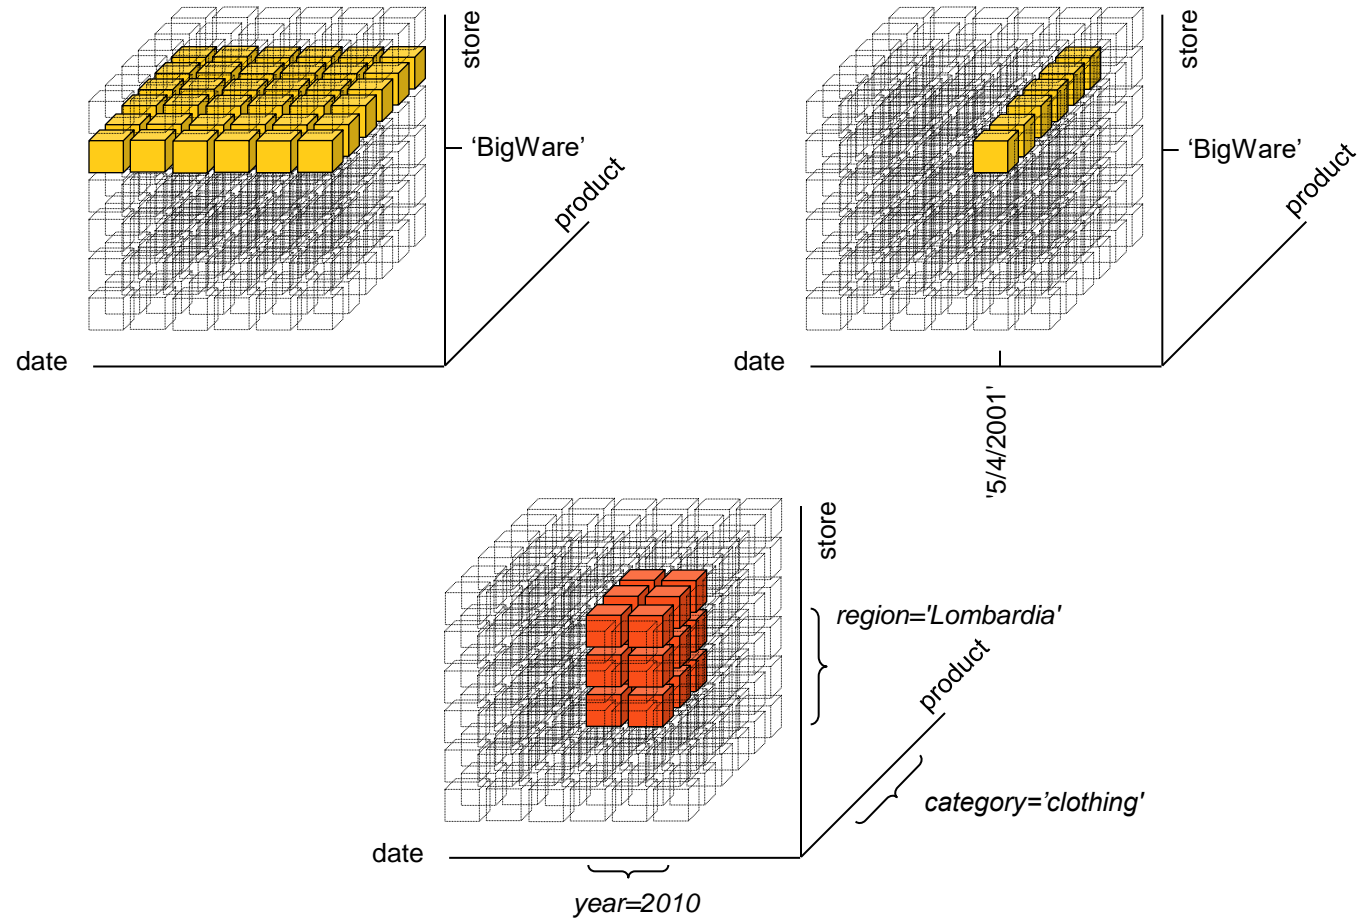 store
‘BigWare’
product
date
store
‘BigWare’
product
date
'5/4/2001'
store
region='Lombardia'
product
category=’clothing'
date
year=2010